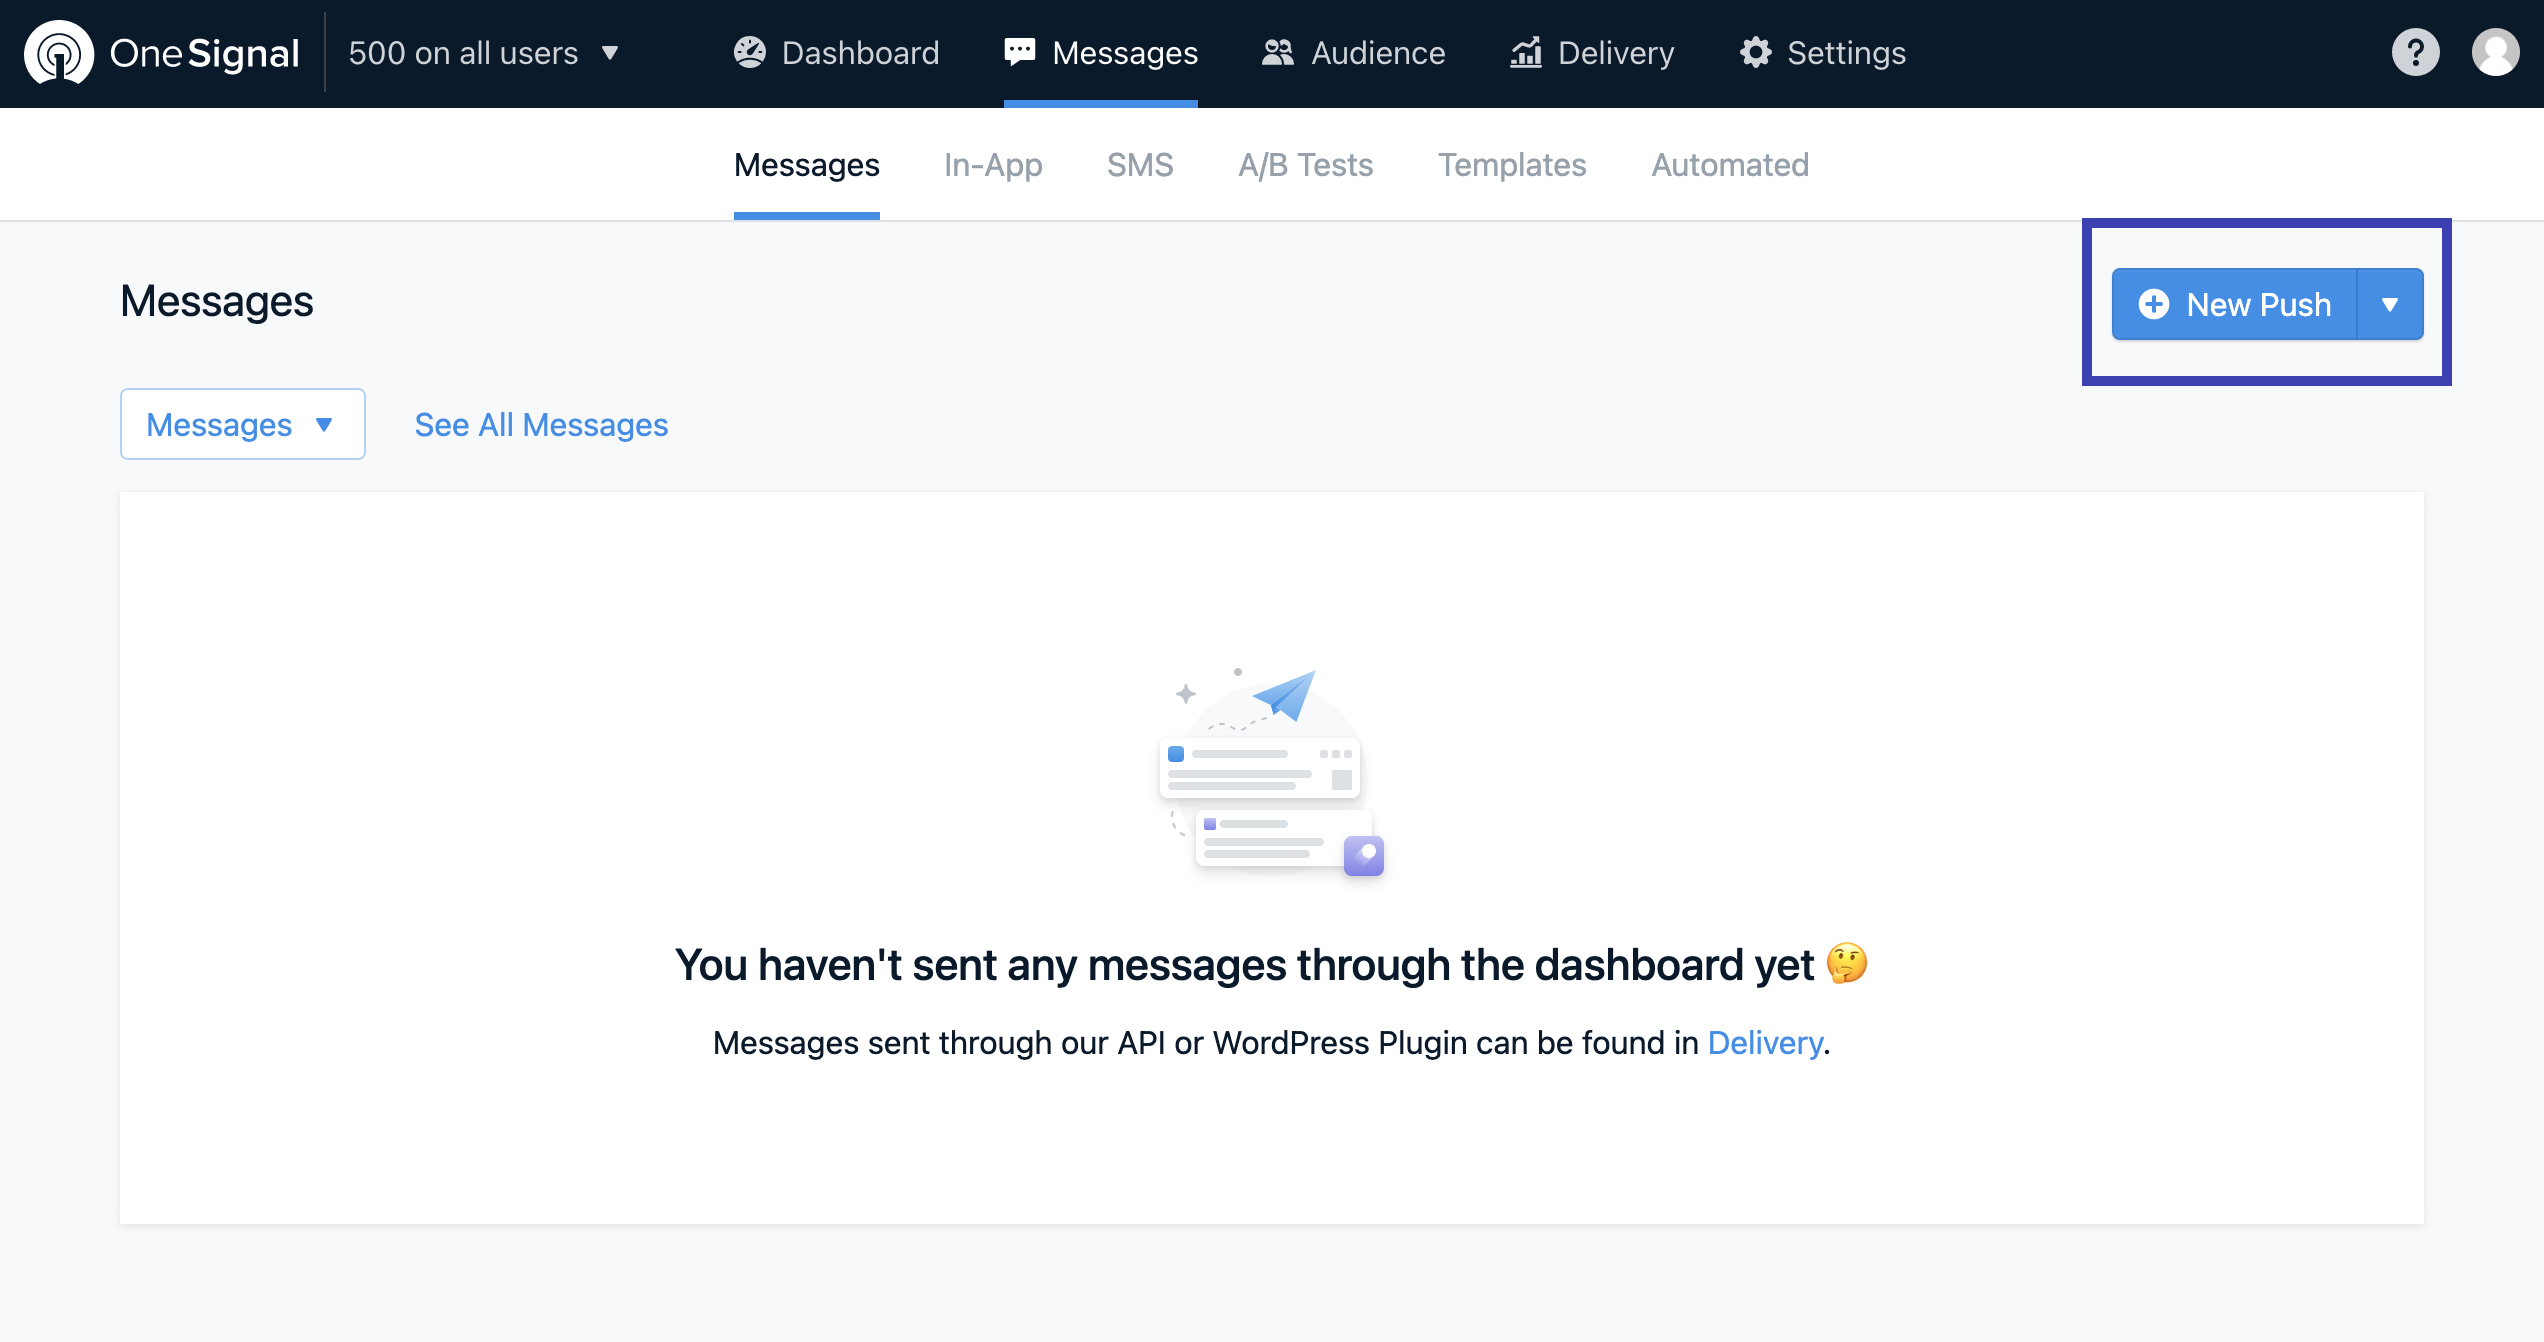 OneSignal 500 on all users Dashboard Messages Audience Delivery Settings ?
Messages In-App SMS A/B Tests Templates Automated
Messages
New Push
Messages See All Messages
You haven't sent any messages through the dashboard yet 🤔
Messages sent through our API or WordPress Plugin can be found in Delivery.